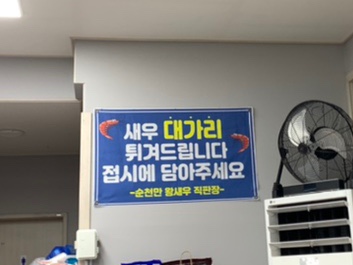 새우 대가리
튀겨드립니다
접시에 담아주세요
-순천만 왕새우 직판장-